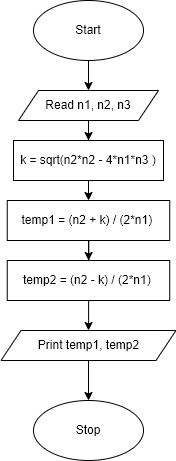 Start
Read n1, n2, n3
k = sqrt(n2*n2 - 4*n1*n3 )
temp1 = (n2 + k) / (2*n1)
temp2 = (n2 - k) / (2*n1)
Print temp1, temp2
Stop